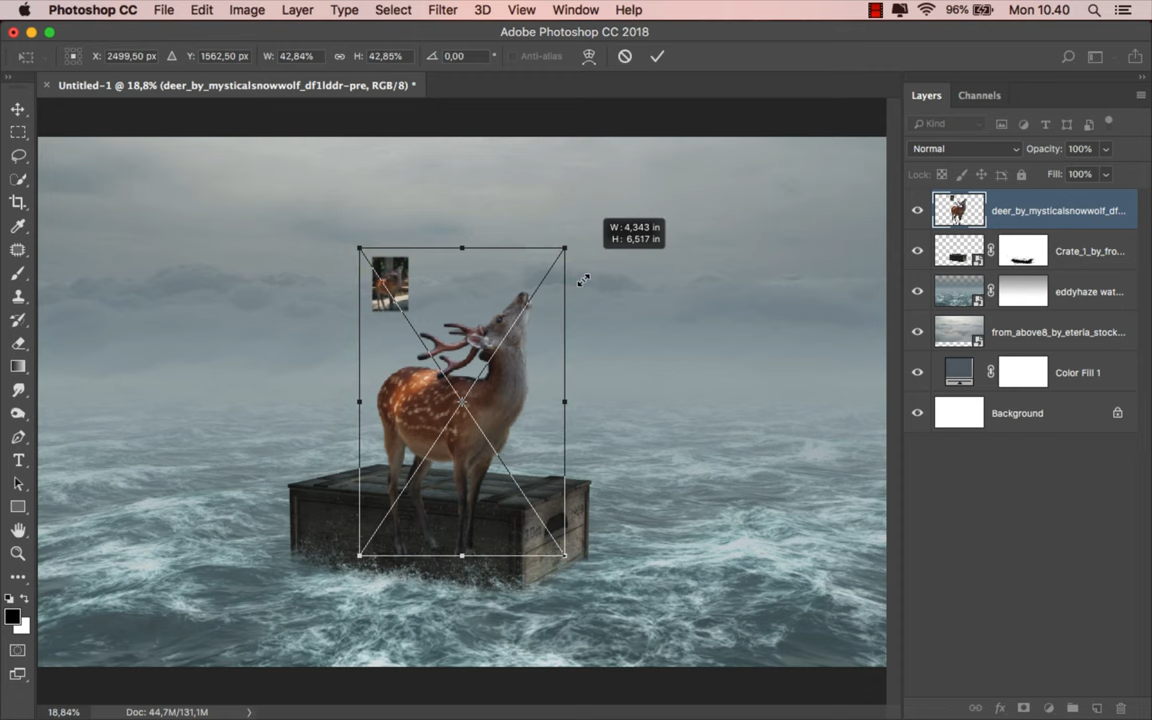 Photoshop CC File Edit Image Layer Type Select Filter 3D View Window Help 96% Mon 10.40
Adobe Photoshop CC 2018
X: 2499,50 px Y: 1562,50 px W: 42,84% H: 42,85% 0,00 ° Anti-alias
Untitled-1 @ 18,8% (deer_by_mysticalsnowwolf_df1lddr-pre, RGB/8) *
Layers Channels
Kind
Normal Opacity: 100%
Lock: Fill: 100%
deer_by_mysticalsnowwolf_df...
W: 4,343 in
H: 6,517 in
Crate_1_by_fro...
eddyhaze wat...
from_above8_by_eterla_stock...
Color Fill 1
Background
18,84% Doc: 44,7M/131,1M
fx